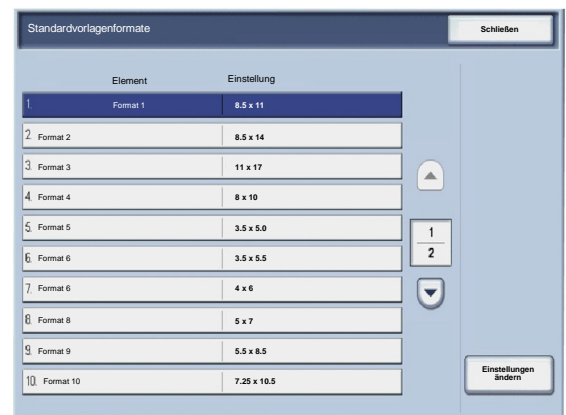 Standardvorlagenformate
Schließen
Element Einstellung
1. Format 1 8.5 x 11
2. Format 2 8.5 x 14
3. Format 3 11 x 17
4. Format 4 8 x 10
5. Format 5 3.5 x 5.0
6. Format 6 3.5 x 5.5
7. Format 6 4 x 6
8. Format 8 5 x 7
9. Format 9 5.5 x 8.5
10. Format 10 7.25 x 10.5
1
2
Einstellungen
ändern